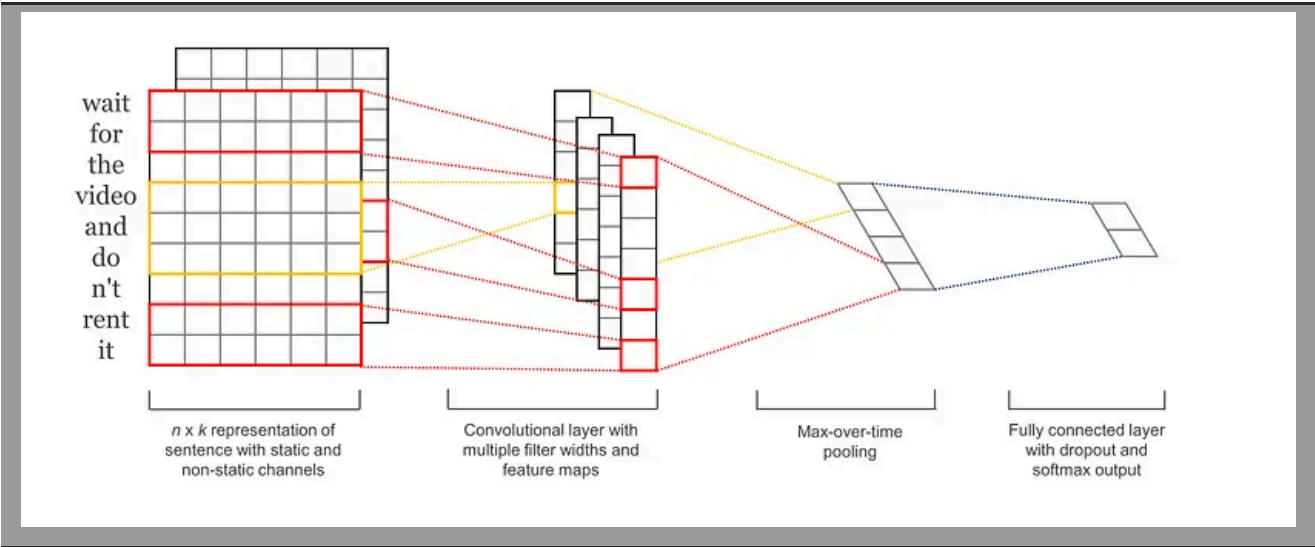 wait
for
the
video
and
do
n't
rent
it
n x k representation of
sentence with static and
non-static channels
Convolutional layer with
multiple filter widths and
feature maps
Max-over-time
pooling
Fully connected layer
with dropout and
softmax output